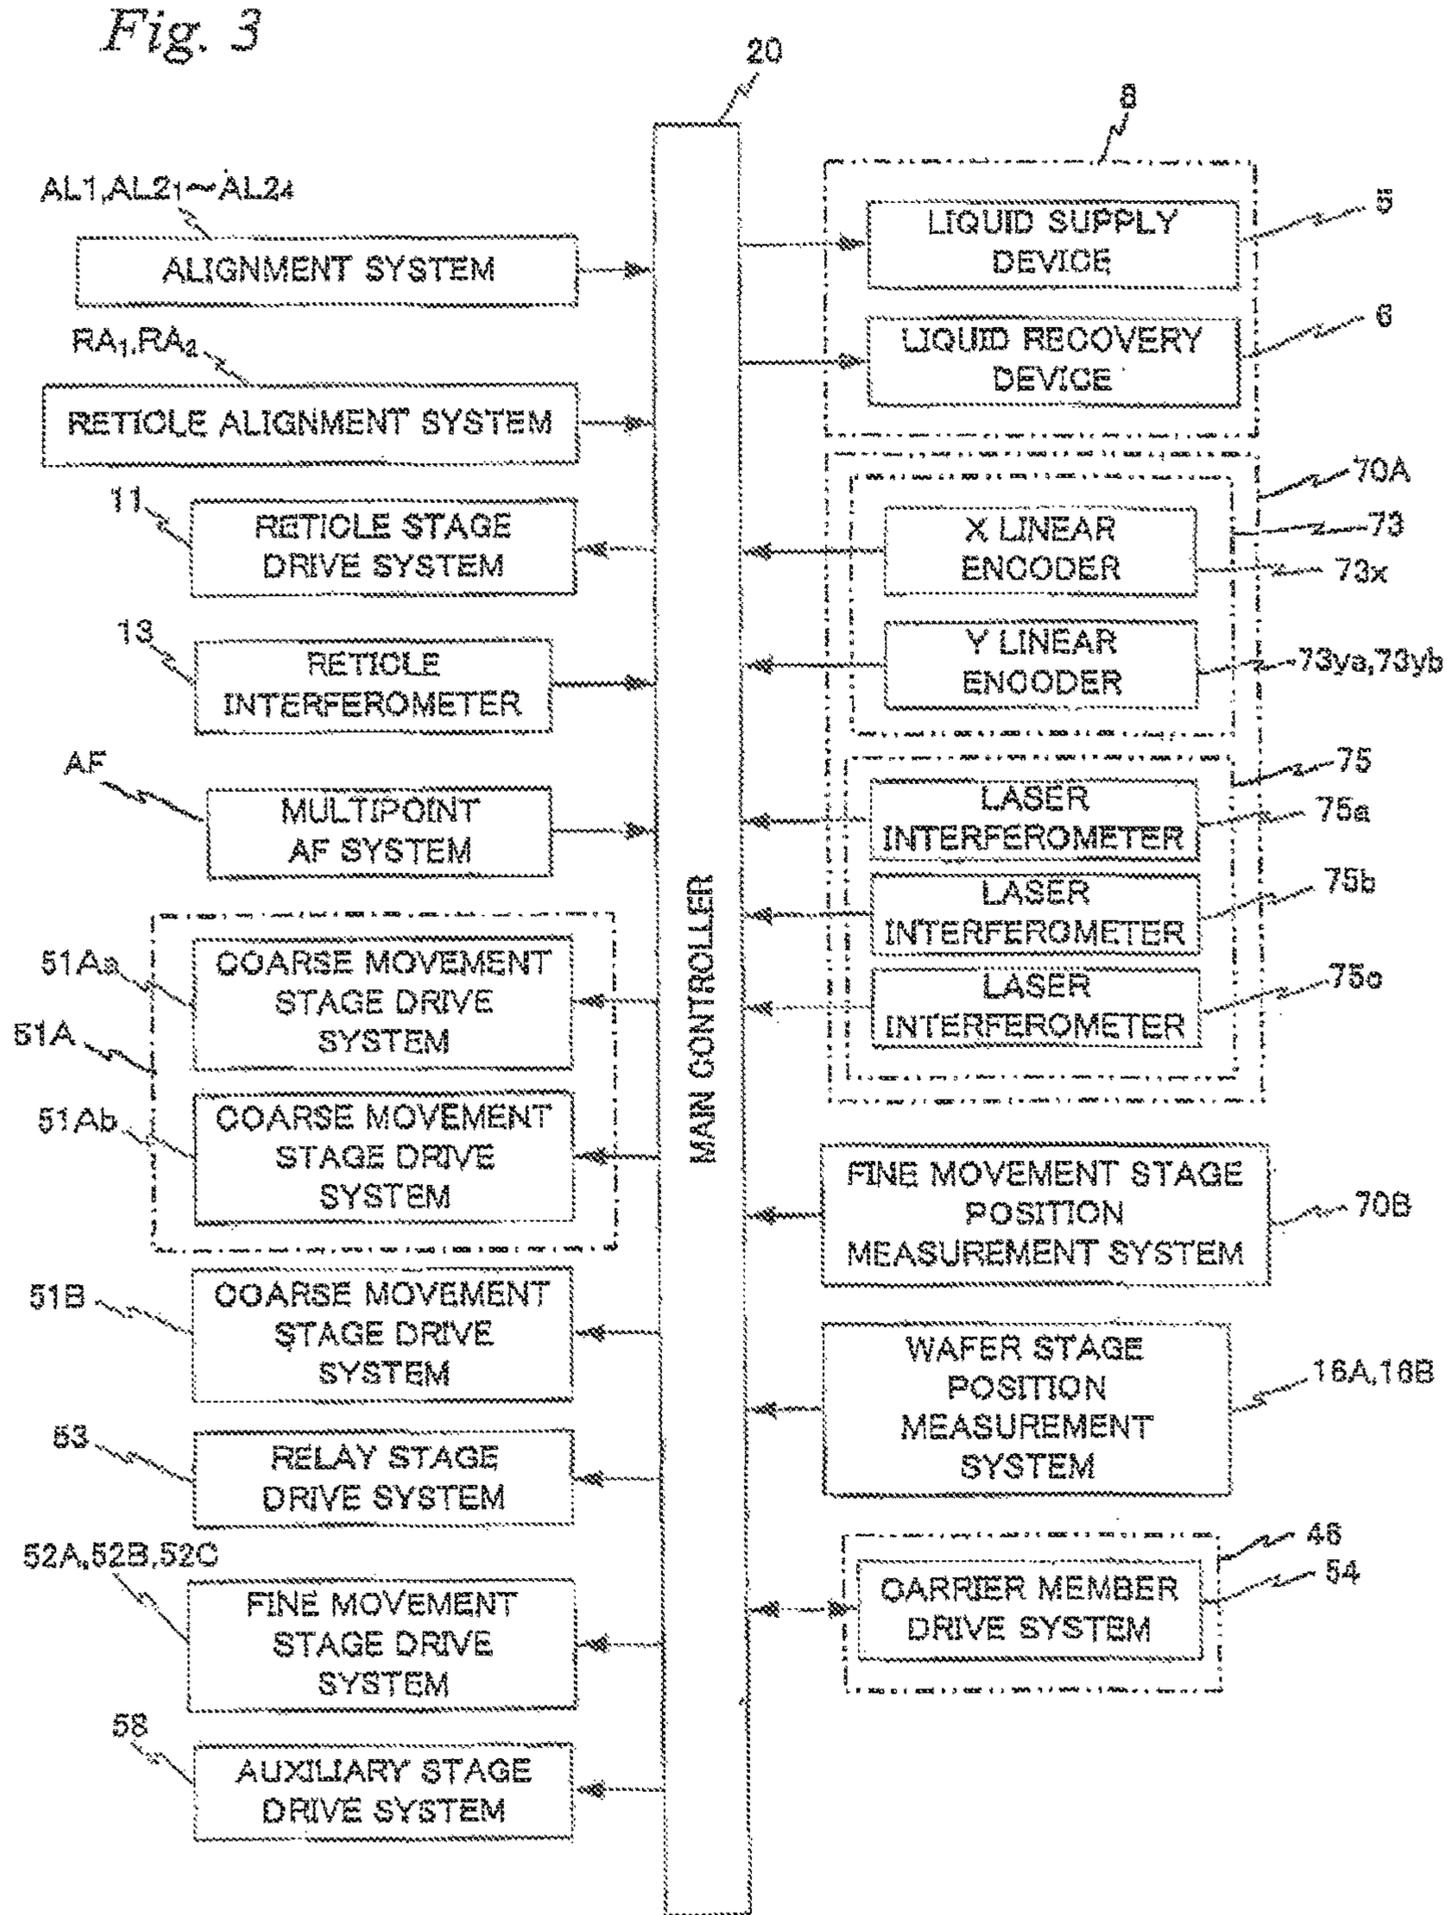 Fig. 3
20
8
AL1,AL2₁～AL2₄
ALIGNMENT SYSTEM
RA₁,RA₂
RETICLE ALIGNMENT SYSTEM
11
RETICLE STAGE
DRIVE SYSTEM
13
RETICLE
INTERFEROMETER
AF
MULTIPOINT
AF SYSTEM
51Aa
COARSE MOVEMENT
STAGE DRIVE
SYSTEM
51A
51Ab
COARSE MOVEMENT
STAGE DRIVE
SYSTEM
51B
COARSE MOVEMENT
STAGE DRIVE
SYSTEM
53
RELAY STAGE
DRIVE SYSTEM
52A,52B,52C
FINE MOVEMENT
STAGE DRIVE
SYSTEM
58
AUXILIARY STAGE
DRIVE SYSTEM
MAIN CONTROLLER
LIQUID SUPPLY
DEVICE
5
LIQUID RECOVERY
DEVICE
6
70A
73
X LINEAR
ENCODER
73x
Y LINEAR
ENCODER
73ya,73yb
75
LASER
INTERFEROMETER
75a
LASER
INTERFEROMETER
75b
LASER
INTERFEROMETER
75c
FINE MOVEMENT STAGE
POSITION
MEASUREMENT SYSTEM
70B
WAFER STAGE
POSITION
MEASUREMENT
SYSTEM
16A,16B
46
CARRIER MEMBER
DRIVE SYSTEM
54